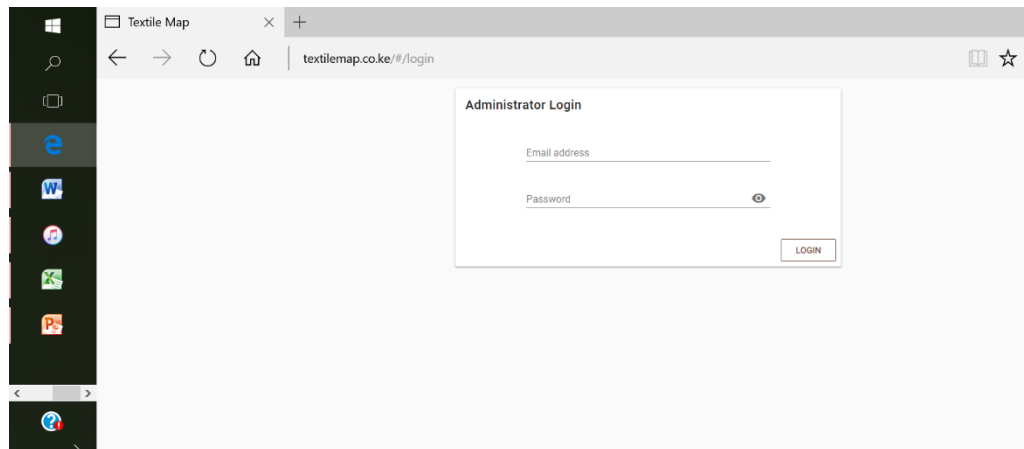 Textile Map
textilemap.co.ke/#/login
Administrator Login
Email address
Password
LOGIN